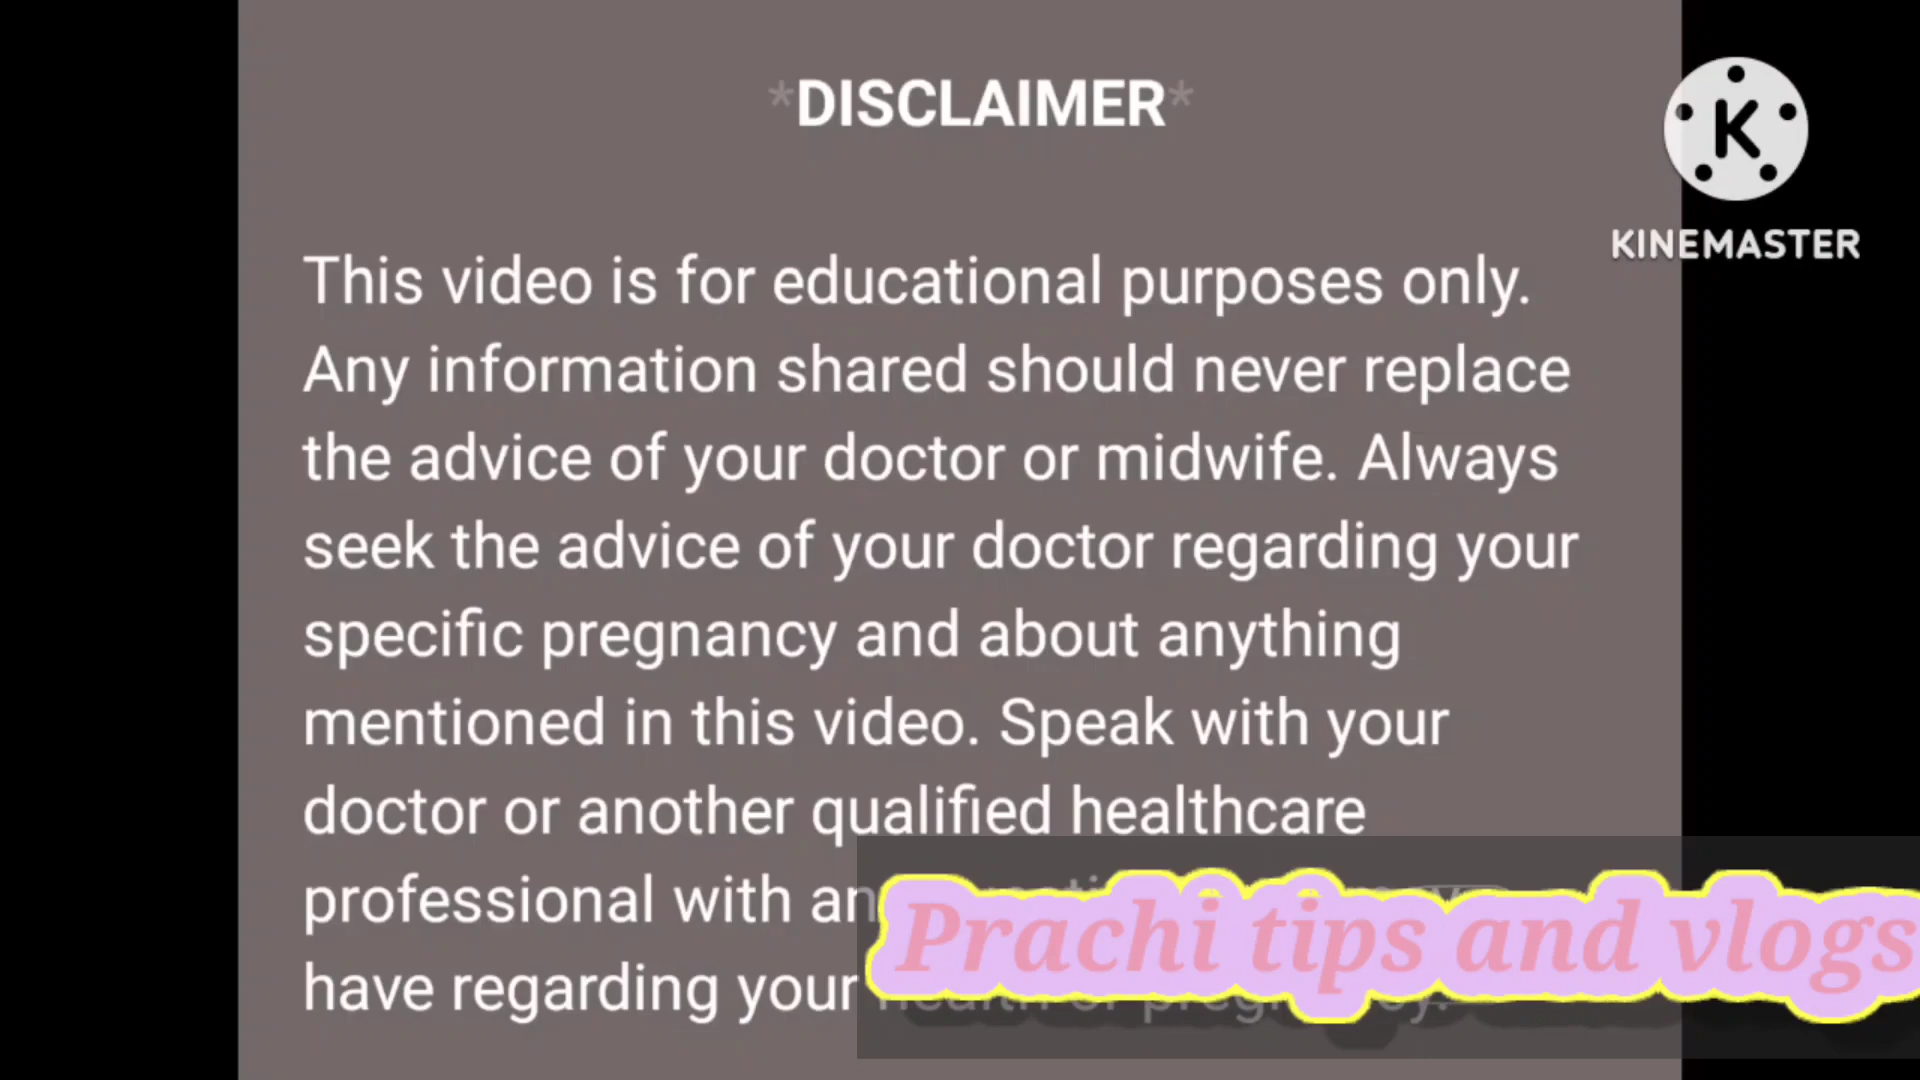 *DISCLAIMER*
K
KINEMASTER
This video is for educational purposes only.
Any information shared should never replace
the advice of your doctor or midwife. Always
seek the advice of your doctor regarding your
specific pregnancy and about anything
mentioned in this video. Speak with your
doctor or another qualified healthcare
professional with
have regarding your health or pregnancy.
Prachi tips and vlogs